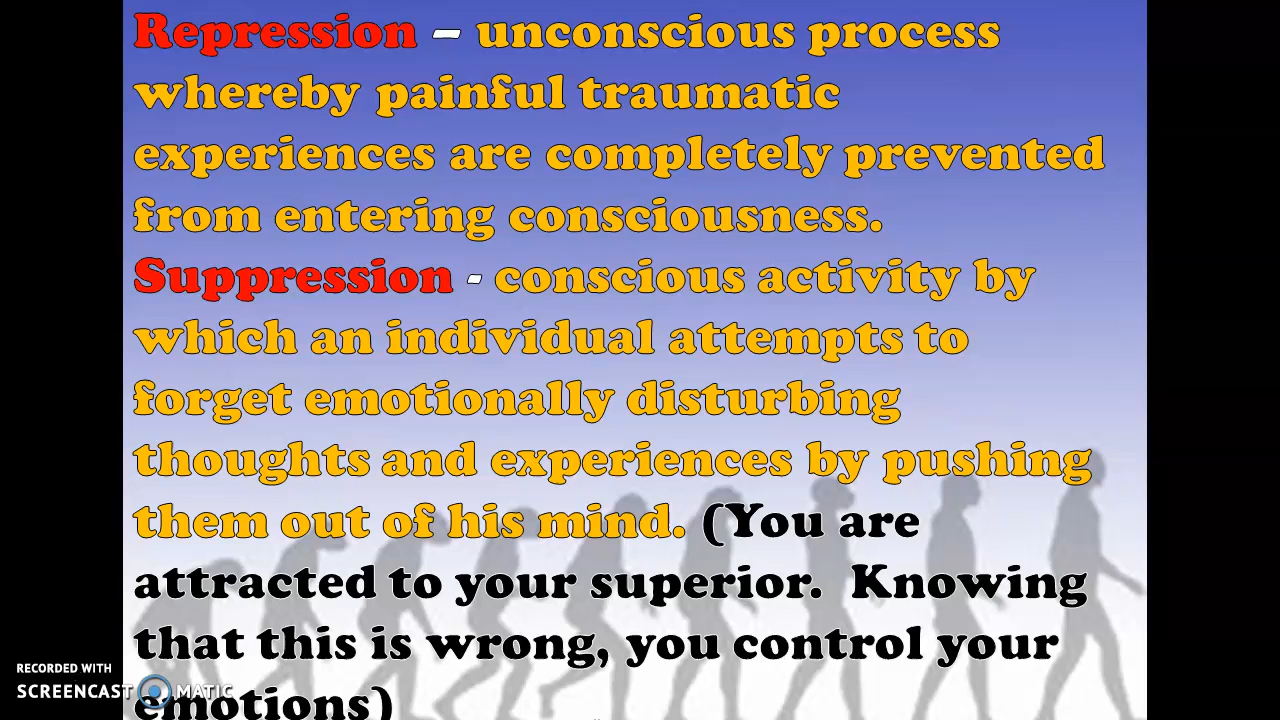 Repression – unconscious process
whereby painful traumatic
experiences are completely prevented
from entering consciousness.
Suppression - conscious activity by
which an individual attempts to
forget emotionally disturbing
thoughts and experiences by pushing
them out of his mind. (You are
attracted to your superior.  Knowing
that this is wrong, you control your
emotions)
RECORDED WITH
SCREENCAST MATIC